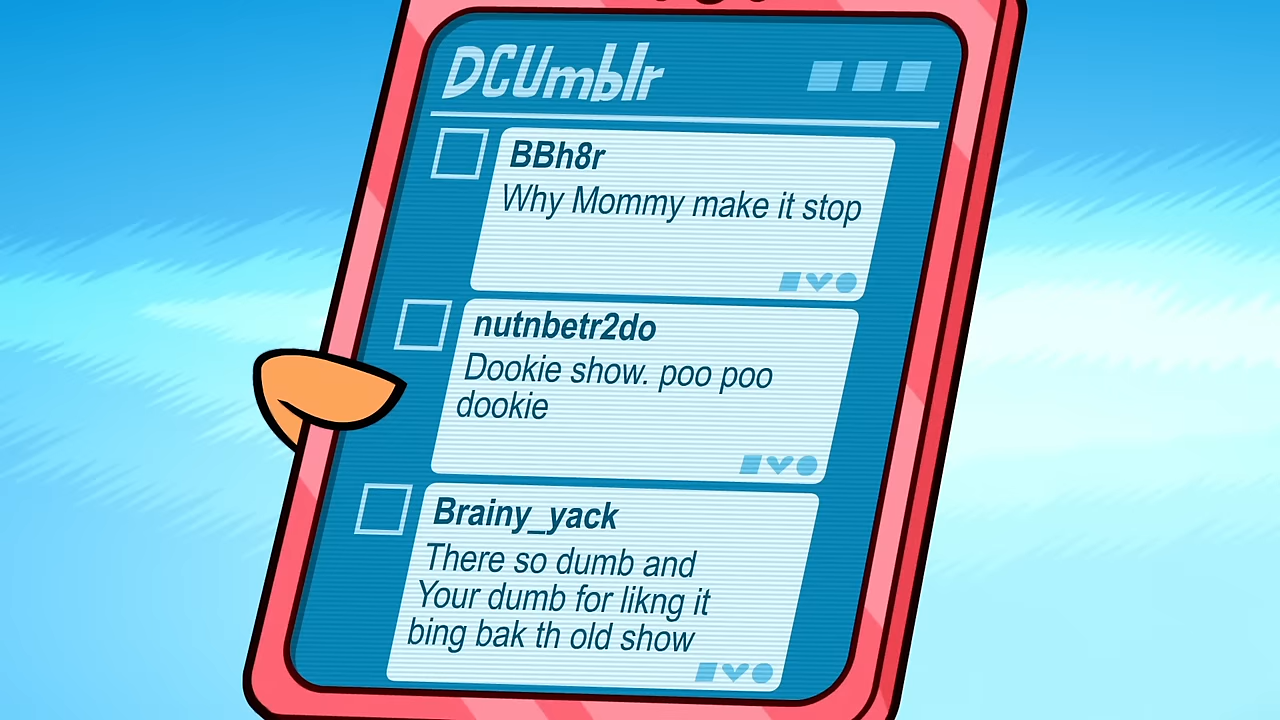 DCUmblr
BBh8r
Why Mommy make it stop
nutnbetr2do
Dookie show. poo poo
dookie
Brainy_yack
There so dumb and
Your dumb for likng it
bing bak th old show